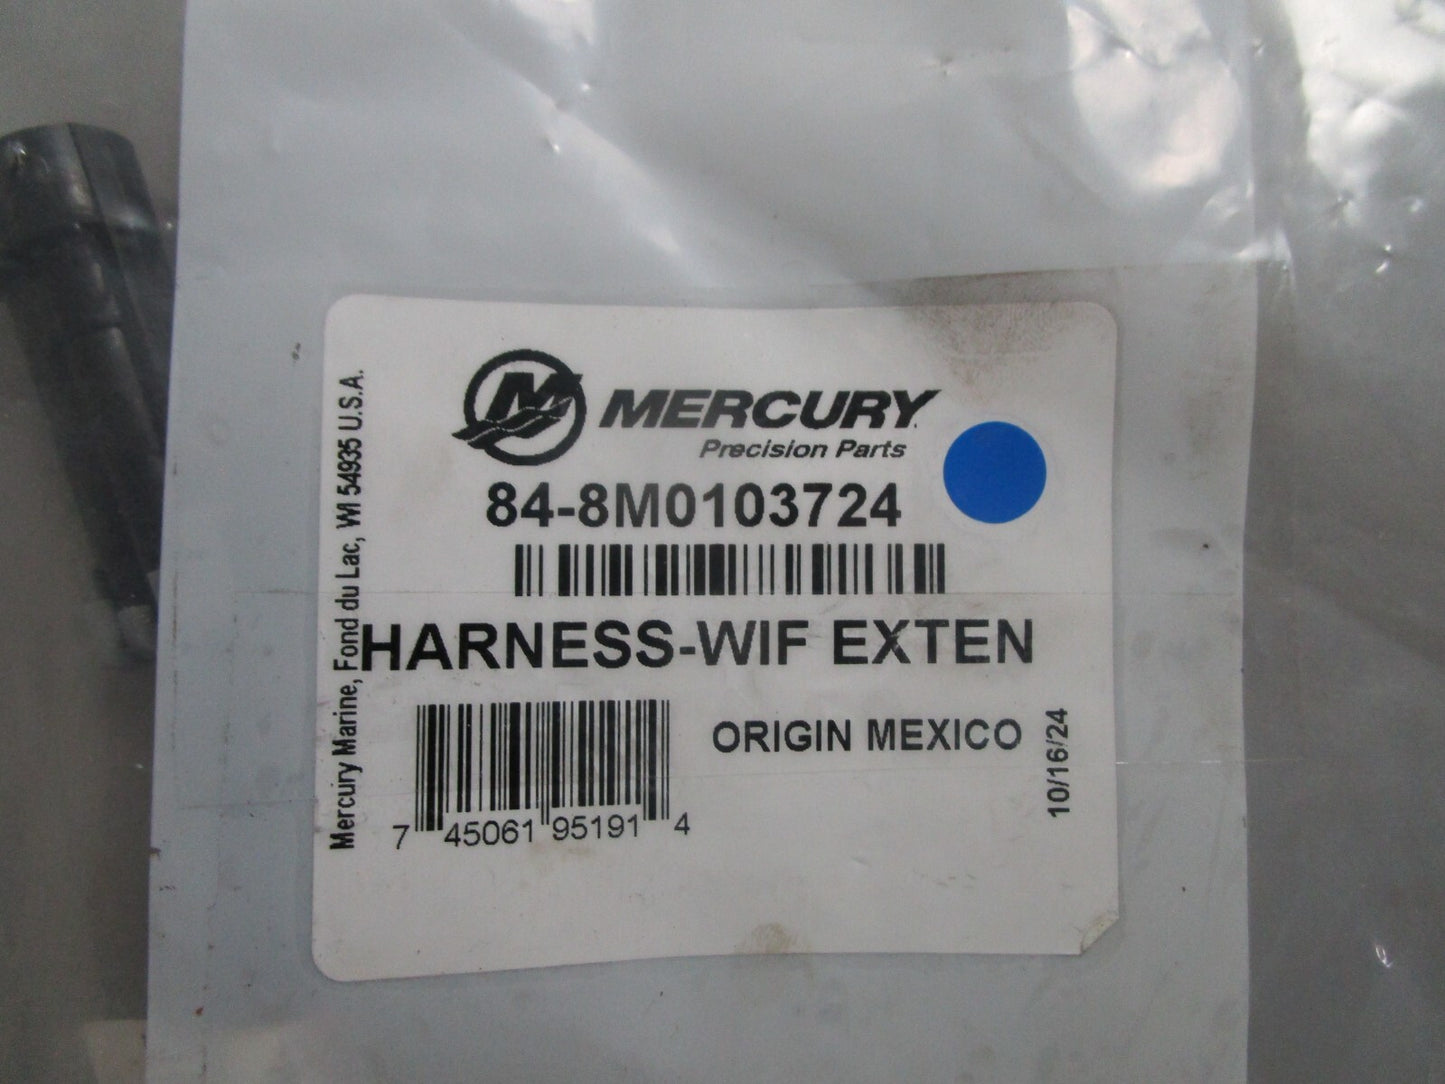 M MERCURY
Precision Parts
84-8M0103724
HARNESS-WIF EXTEN
ORIGIN MEXICO
10/16/24
7 45061 95191 4
Mercury Marine, Fond du Lac, WI 54935 U.S.A.